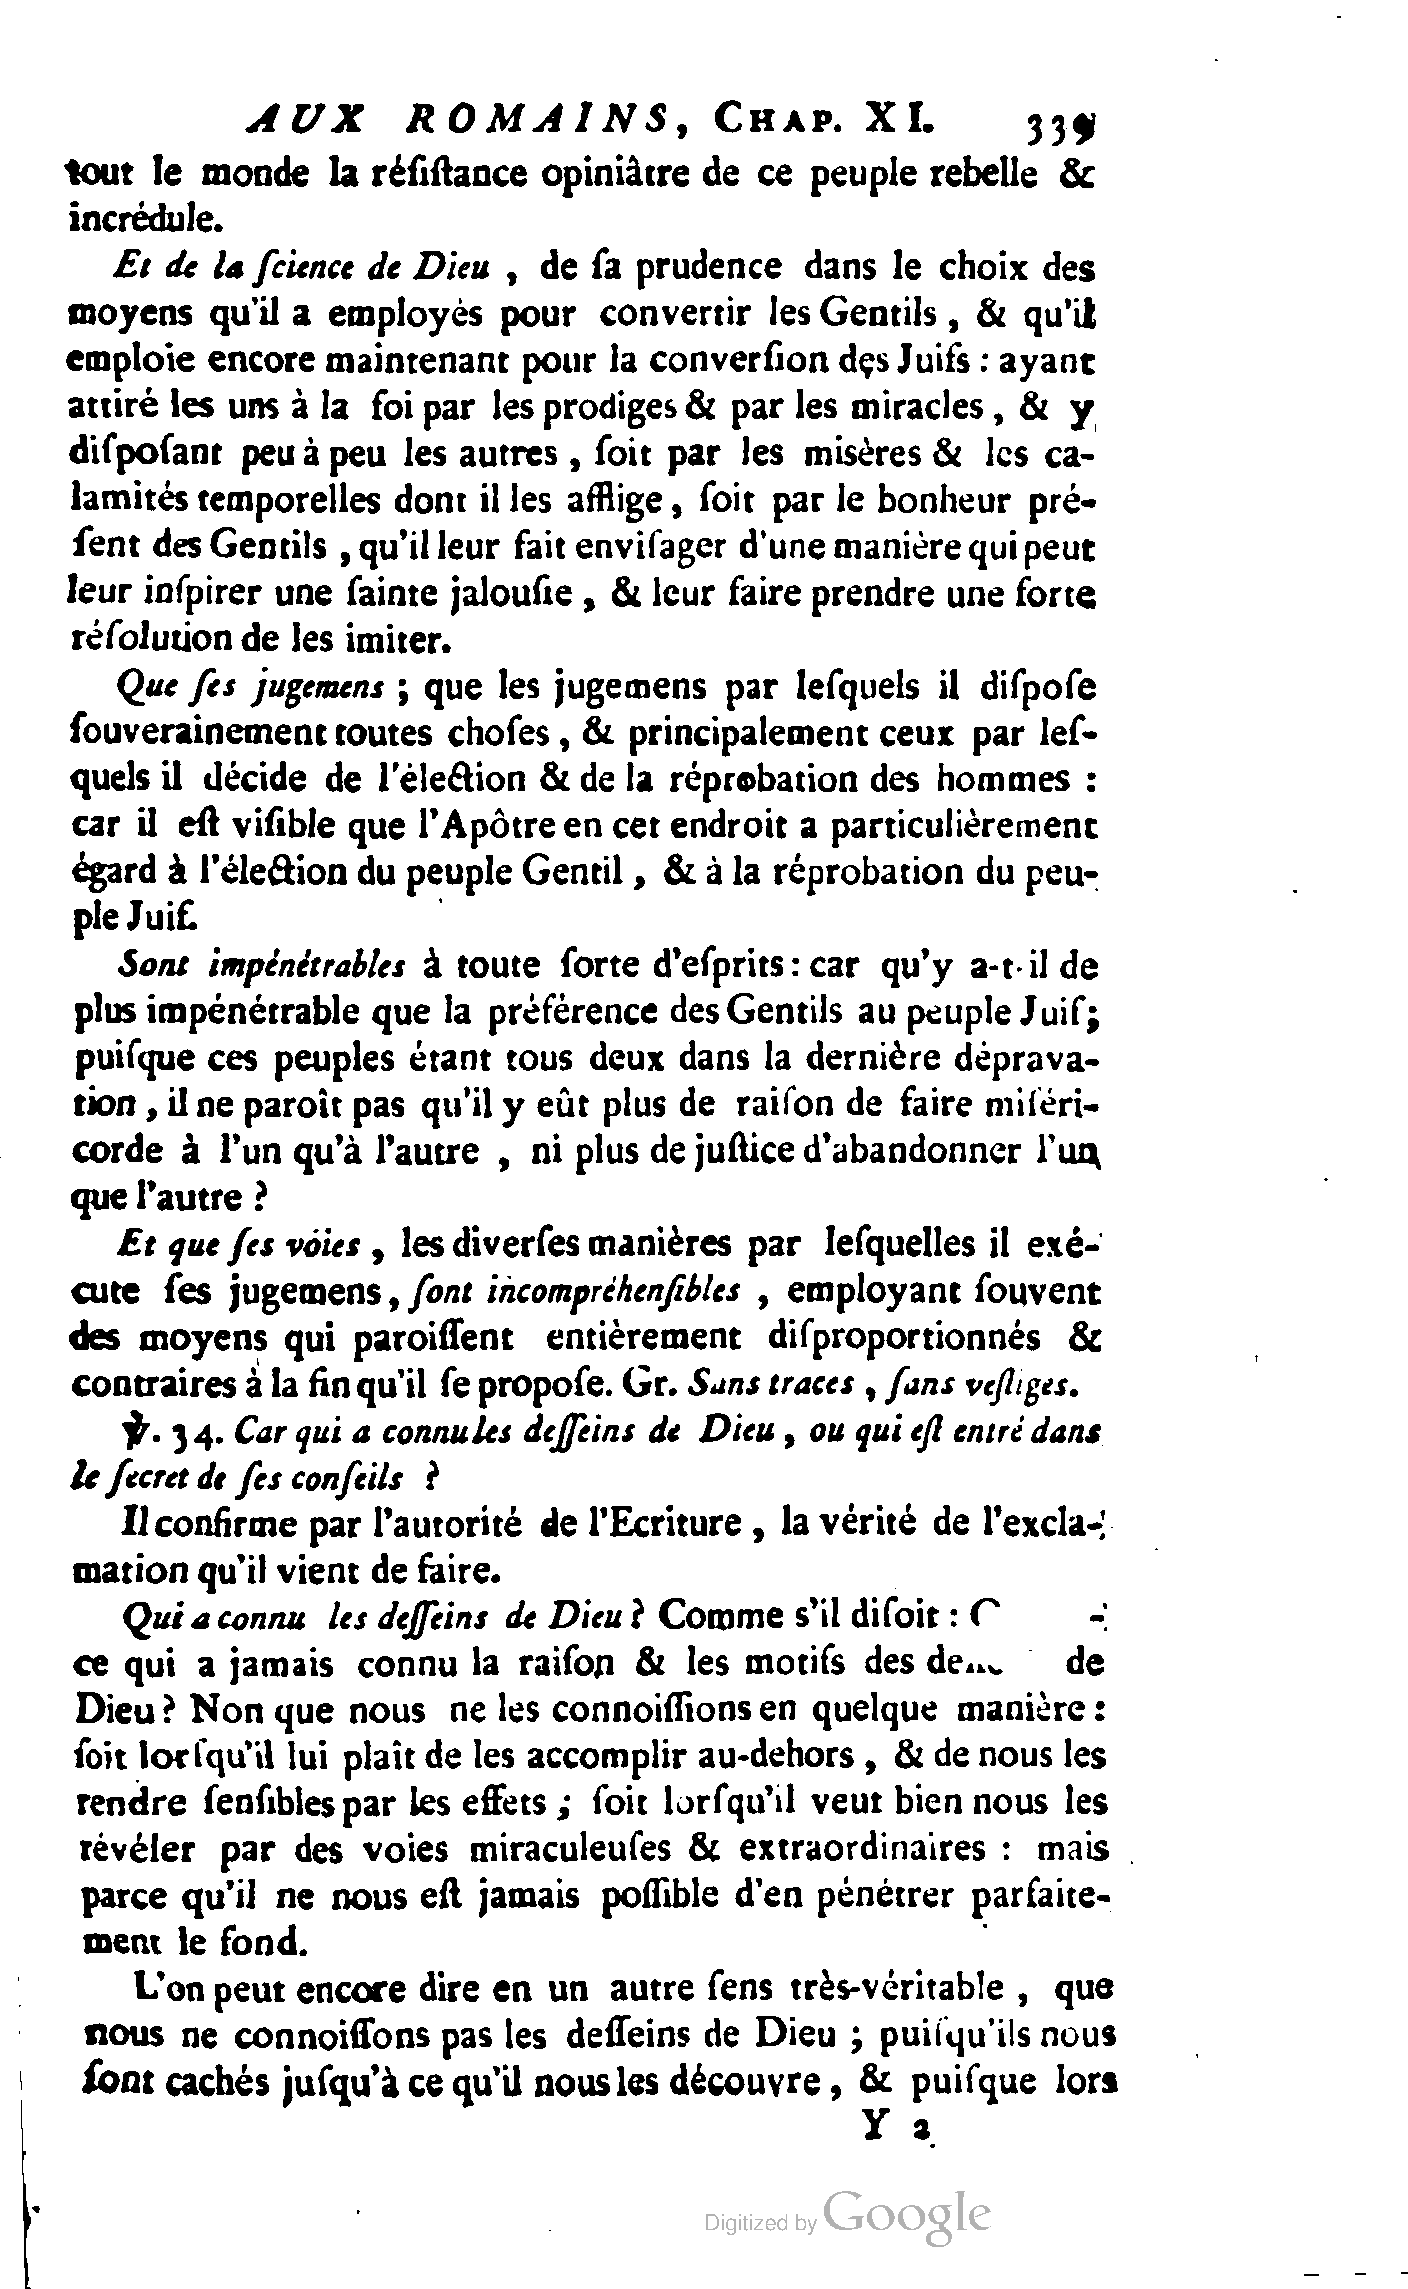 AUX ROMAINS, CHAP. XI. 339
tout le monde la réſiſtance opiniâtre de ce peuple rebelle &
incrédule.
Et de la ſcience de Dieu , de ſa prudence dans le choix des
moyens qu'il a employés pour convertir les Gentils , & qu'il
emploie encore maintenant pour la converſion des Juifs : ayant
attiré les uns à la foi par les prodiges & par les miracles , & y
diſpoſant peu à peu les autres , ſoit par les misères & les ca-
lamités temporelles dont il les afflige , ſoit par le bonheur pré-
ſent des Gentils , qu'il leur fait enviſager d'une manière qui peut
leur inſpirer une ſainte jalouſie , & leur faire prendre une forte
réſolution de les imiter.
Que ſes jugemens ; que les jugemens par leſquels il diſpoſe
ſouverainement toutes choſes , & principalement ceux par leſ-
quels il décide de l'élection & de la réprobation des hommes :
car il eſt viſible que l'Apôtre en cet endroit a particulièrement
égard à l'élection du peuple Gentil , & à la réprobation du peu-
ple Juif.
Sont impénétrables à toute ſorte d'eſprits : car qu'y a-t-il de
plus impénétrable que la préférence des Gentils au peuple Juif ;
puiſque ces peuples étant tous deux dans la dernière déprava-
tion , il ne paroît pas qu'il y eût plus de raiſon de faire miſéri-
corde à l'un qu'à l'autre , ni plus de juſtice d'abandonner l'un
que l'autre ?
Et que ſes voies , les diverſes manières par leſquelles il exé-
cute ſes jugemens , ſont incompréhenſibles , employant ſouvent
des moyens qui paroiſſent entièrement diſproportionnés &
contraires à la fin qu'il ſe propoſe. Gr. Sans traces , ſans veſtiges.
℣. 34. Car qui a connu les deſſeins de Dieu , ou qui eſt entré dans
le ſecret de ſes conſeils ?
Il confirme par l'autorité de l'Ecriture , la vérité de l'excla-
mation qu'il vient de faire.
Qui a connu les deſſeins de Dieu ? Comme s'il diſoit :
ce qui a jamais connu la raiſon & les motifs des de
Dieu ? Non que nous ne les connoiſſions en quelque manière :
ſoit lorſqu'il lui plaît de les accomplir au-dehors , & de nous les
rendre ſenſibles par les effets ; ſoit lorſqu'il veut bien nous les
révéler par des voies miraculeuſes & extraordinaires : mais
parce qu'il ne nous eſt jamais poſſible d'en pénétrer parfaite-
ment le fond.
L'on peut encore dire en un autre ſens très-véritable , que
nous ne connoiſſons pas les deſſeins de Dieu ; puiſqu'ils nous
ſont cachés juſqu'à ce qu'il nous les découvre , & puiſque lors
Y 2
Digitized by Google